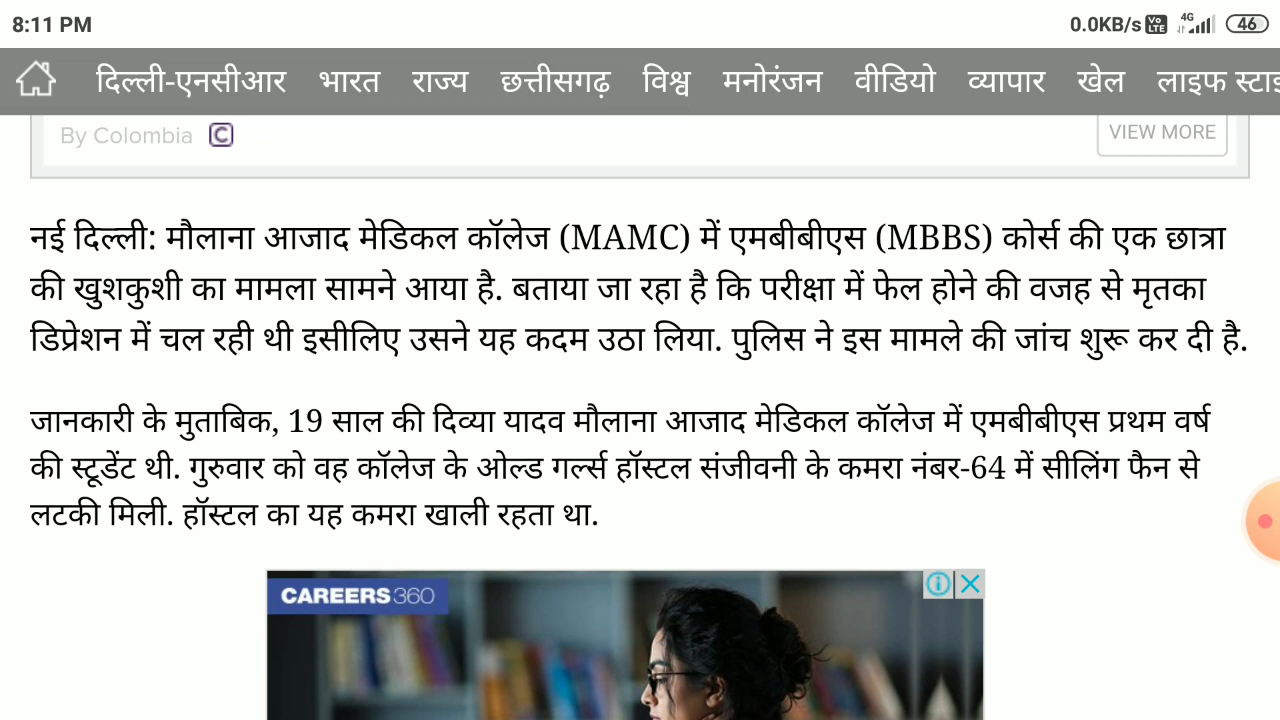 8:11 PM 0.0KB/s Vo LTE 4G 46
दिल्ली-एनसीआर भारत राज्य छत्तीसगढ़ विश्व मनोरंजन वीडियो व्यापार खेल लाइफ
By Colombia C VIEW MORE
नई दिल्ली: मौलाना आजाद मेडिकल कॉलेज (MAMC) में एमबीबीएस (MBBS) कोर्स की एक छात्रा
की खुशकुशी का मामला सामने आया है. बताया जा रहा है कि परीक्षा में फेल होने की वजह से मृतका
डिप्रेशन में चल रही थी इसीलिए उसने यह कदम उठा लिया. पुलिस ने इस मामले की जांच शुरू कर दी है.
जानकारी के मुताबिक, 19 साल की दिव्या यादव मौलाना आजाद मेडिकल कॉलेज में एमबीबीएस प्रथम वर्ष
की स्टूडेंट थी. गुरुवार को वह कॉलेज के ओल्ड गर्ल्स हॉस्टल संजीवनी के कमरा नंबर-64 में सीलिंग फैन से
लटकी मिली. हॉस्टल का यह कमरा खाली रहता था.
CAREERS360